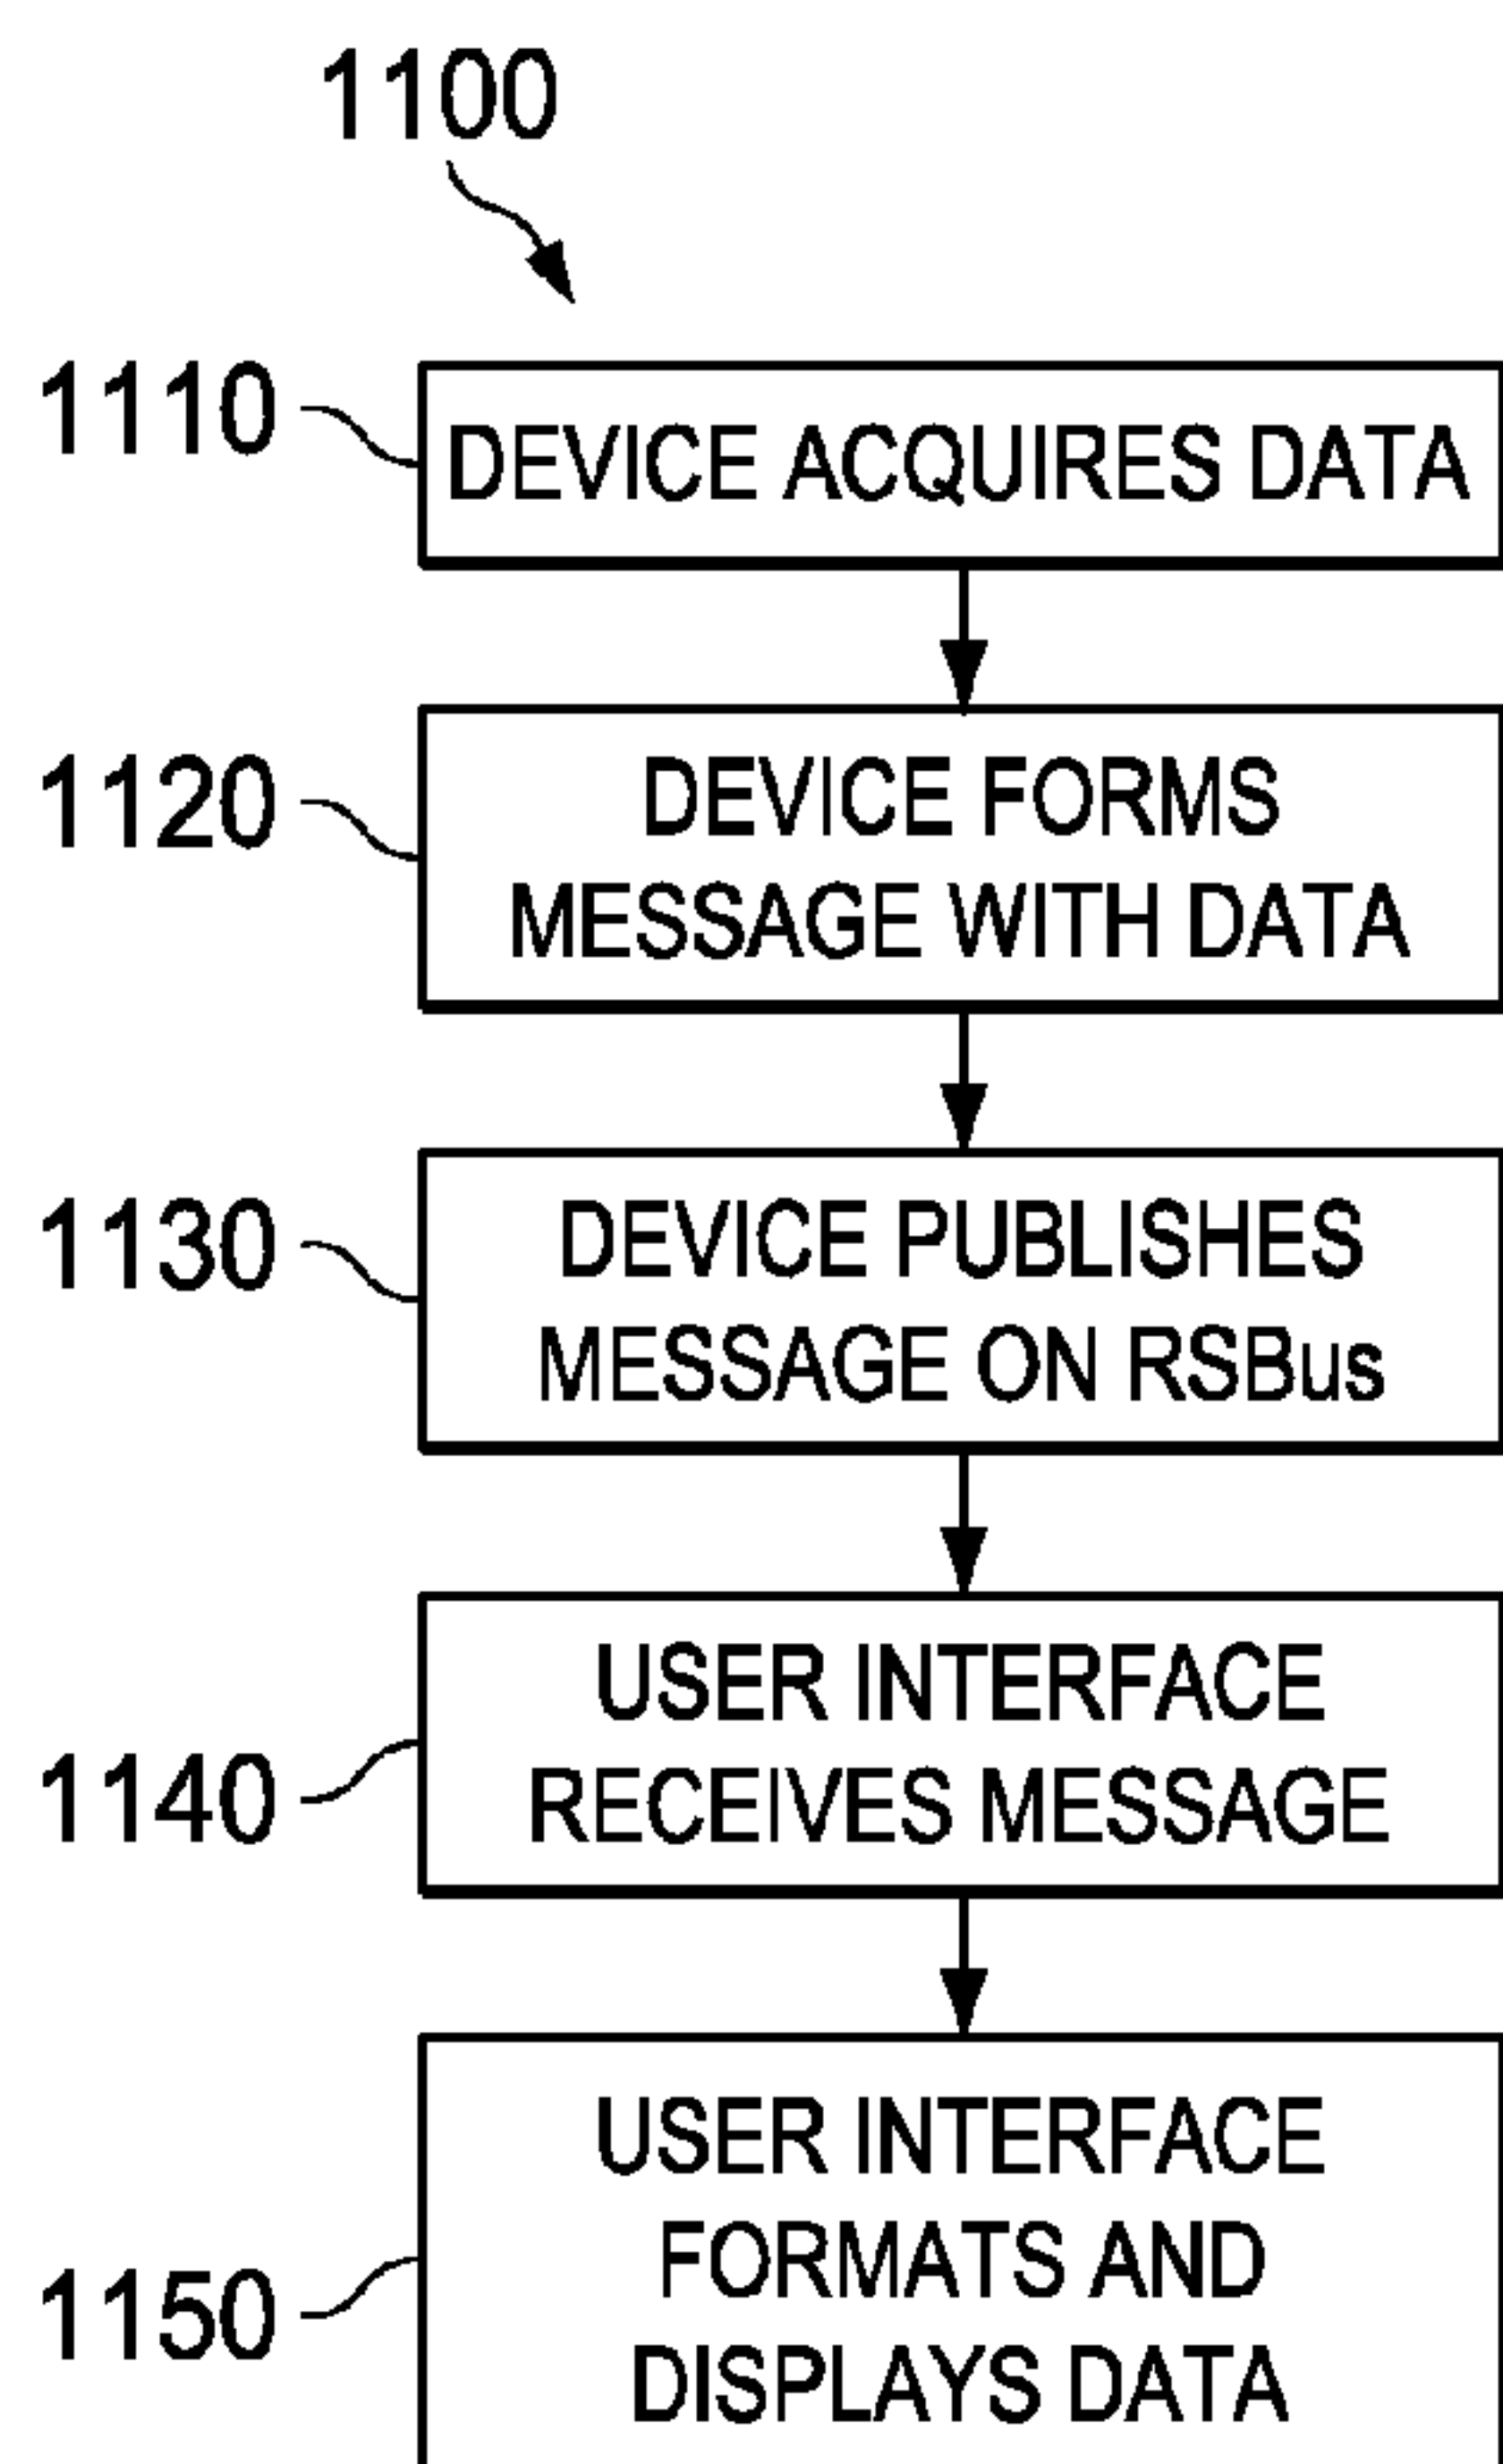 1100
1110
DEVICE ACQUIRES DATA
1120
DEVICE FORMS
MESSAGE WITH DATA
1130
DEVICE PUBLISHES
MESSAGE ON RSBus
1140
USER INTERFACE
RECEIVES MESSAGE
1150
USER INTERFACE
FORMATS AND
DISPLAYS DATA